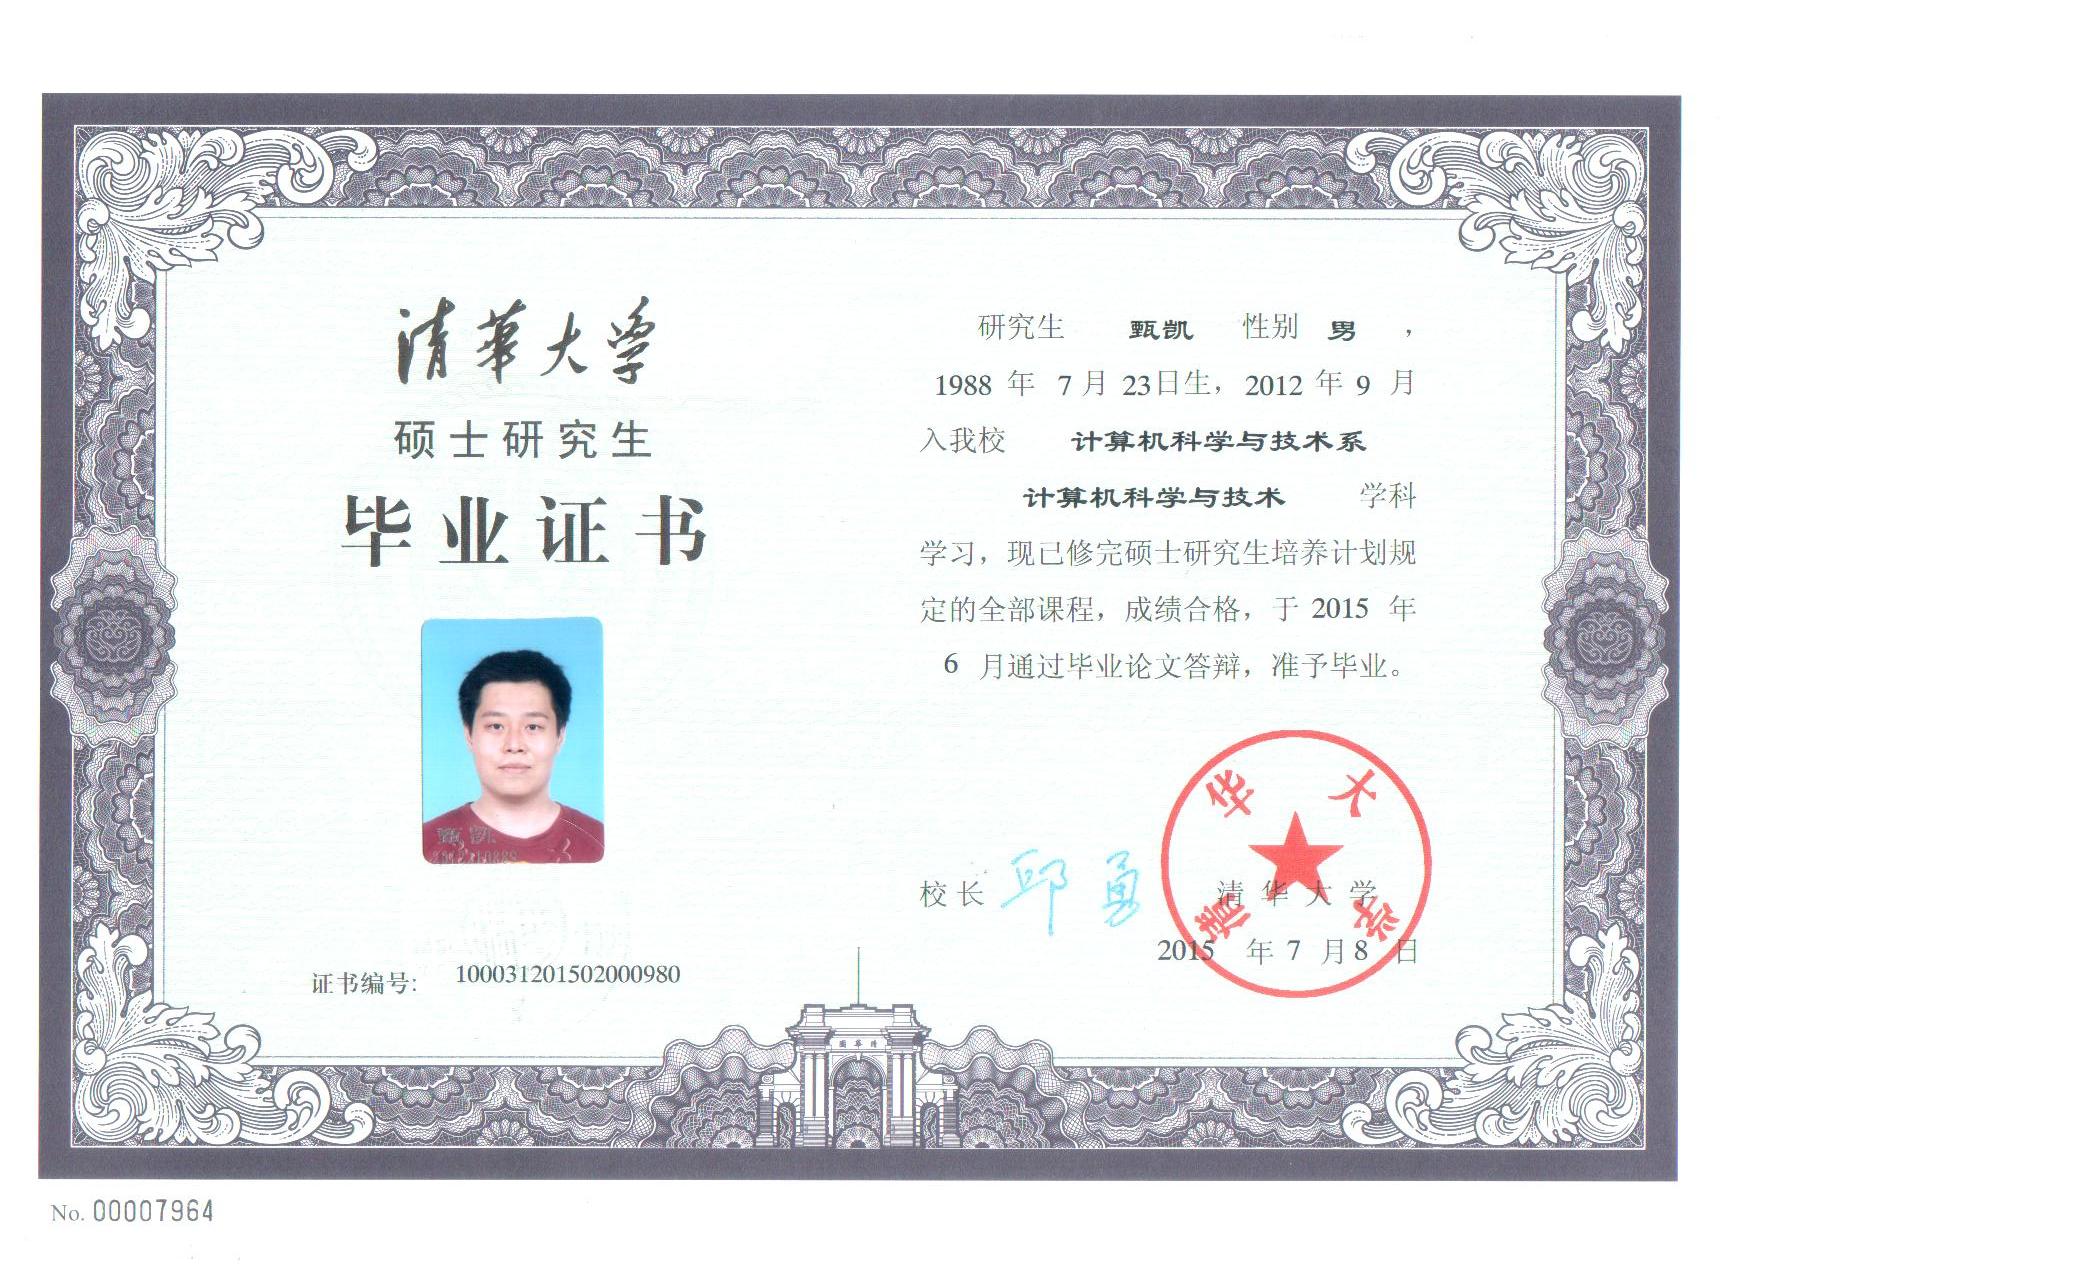 清華大学
硕士研究生
毕业证书
甄凯
证书编号: 100031201502000980
研究生 甄凯 性别 男 ，
1988 年 7 月 23日生，2012 年 9 月
入我校 计算机科学与技术系
计算机科学与技术 学科
学习，现已修完硕士研究生培养计划规
定的全部课程，成绩合格，于 2015 年
6 月通过毕业论文答辩，准予毕业。
校长 邱勇
清华大学
清华大学
2015 年 7 月 8 日
園華清
No. 00007964